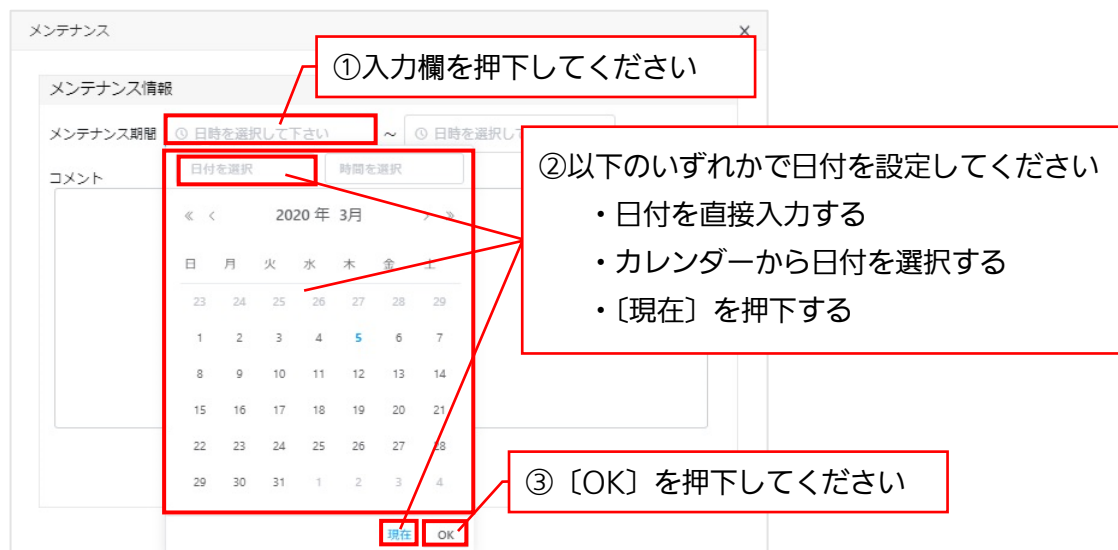 メンテナンス
×
①入力欄を押下してください
メンテナンス情報
メンテナンス期間
日時を選択して下さい
~
日時を選択して
②以下のいずれかで日付を設定してください
・日付を直接入力する
・カレンダーから日付を選択する
・〔現在〕を押下する
コメント
日付を選択
時間を選択
« < 2020 年 3月 > »
日 月 火 水 木 金 土
23 24 25 26 27 28 29
1 2 3 4 5 6 7
8 9 10 11 12 13 14
15 16 17 18 19 20 21
22 23 24 25 26 27 28
29 30 31 1 2 3 4
③〔OK〕を押下してください
現在 OK